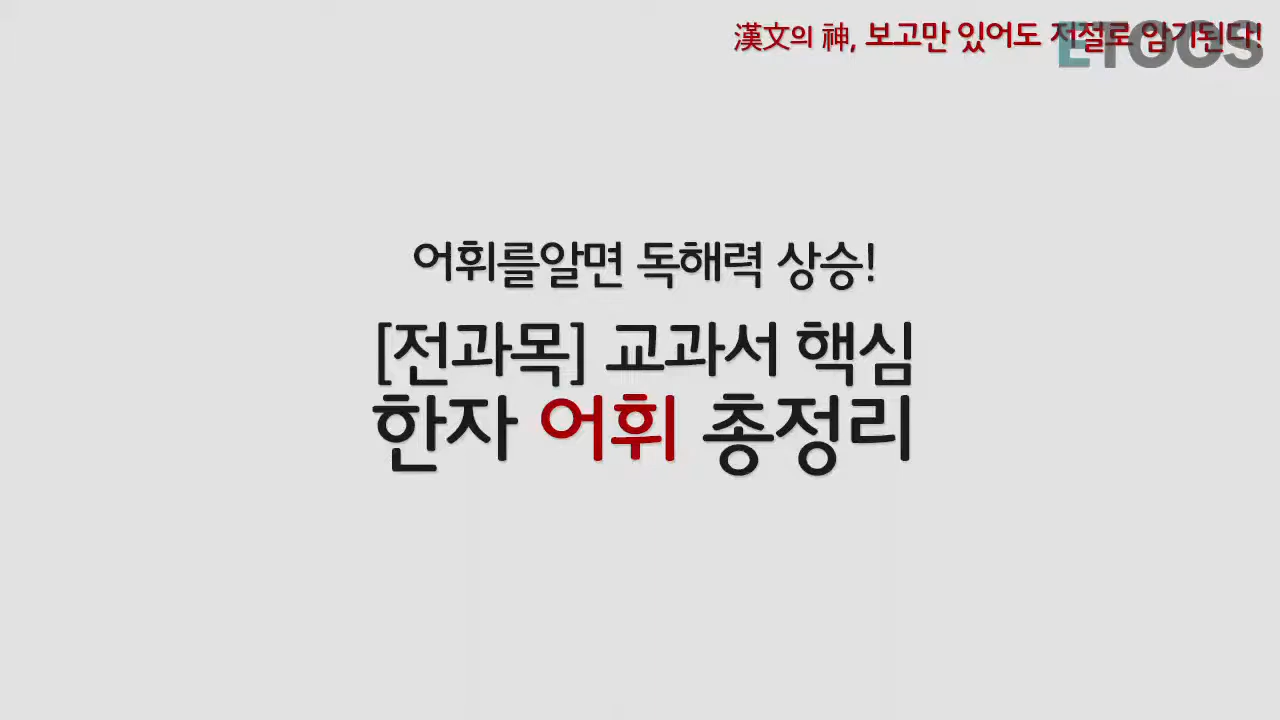 漢文의 神, 보고만 있어도 저절로 암기된다!
ETOOS
어휘를알면 독해력 상승!
[전과목] 교과서 핵심
한자 어휘 총정리